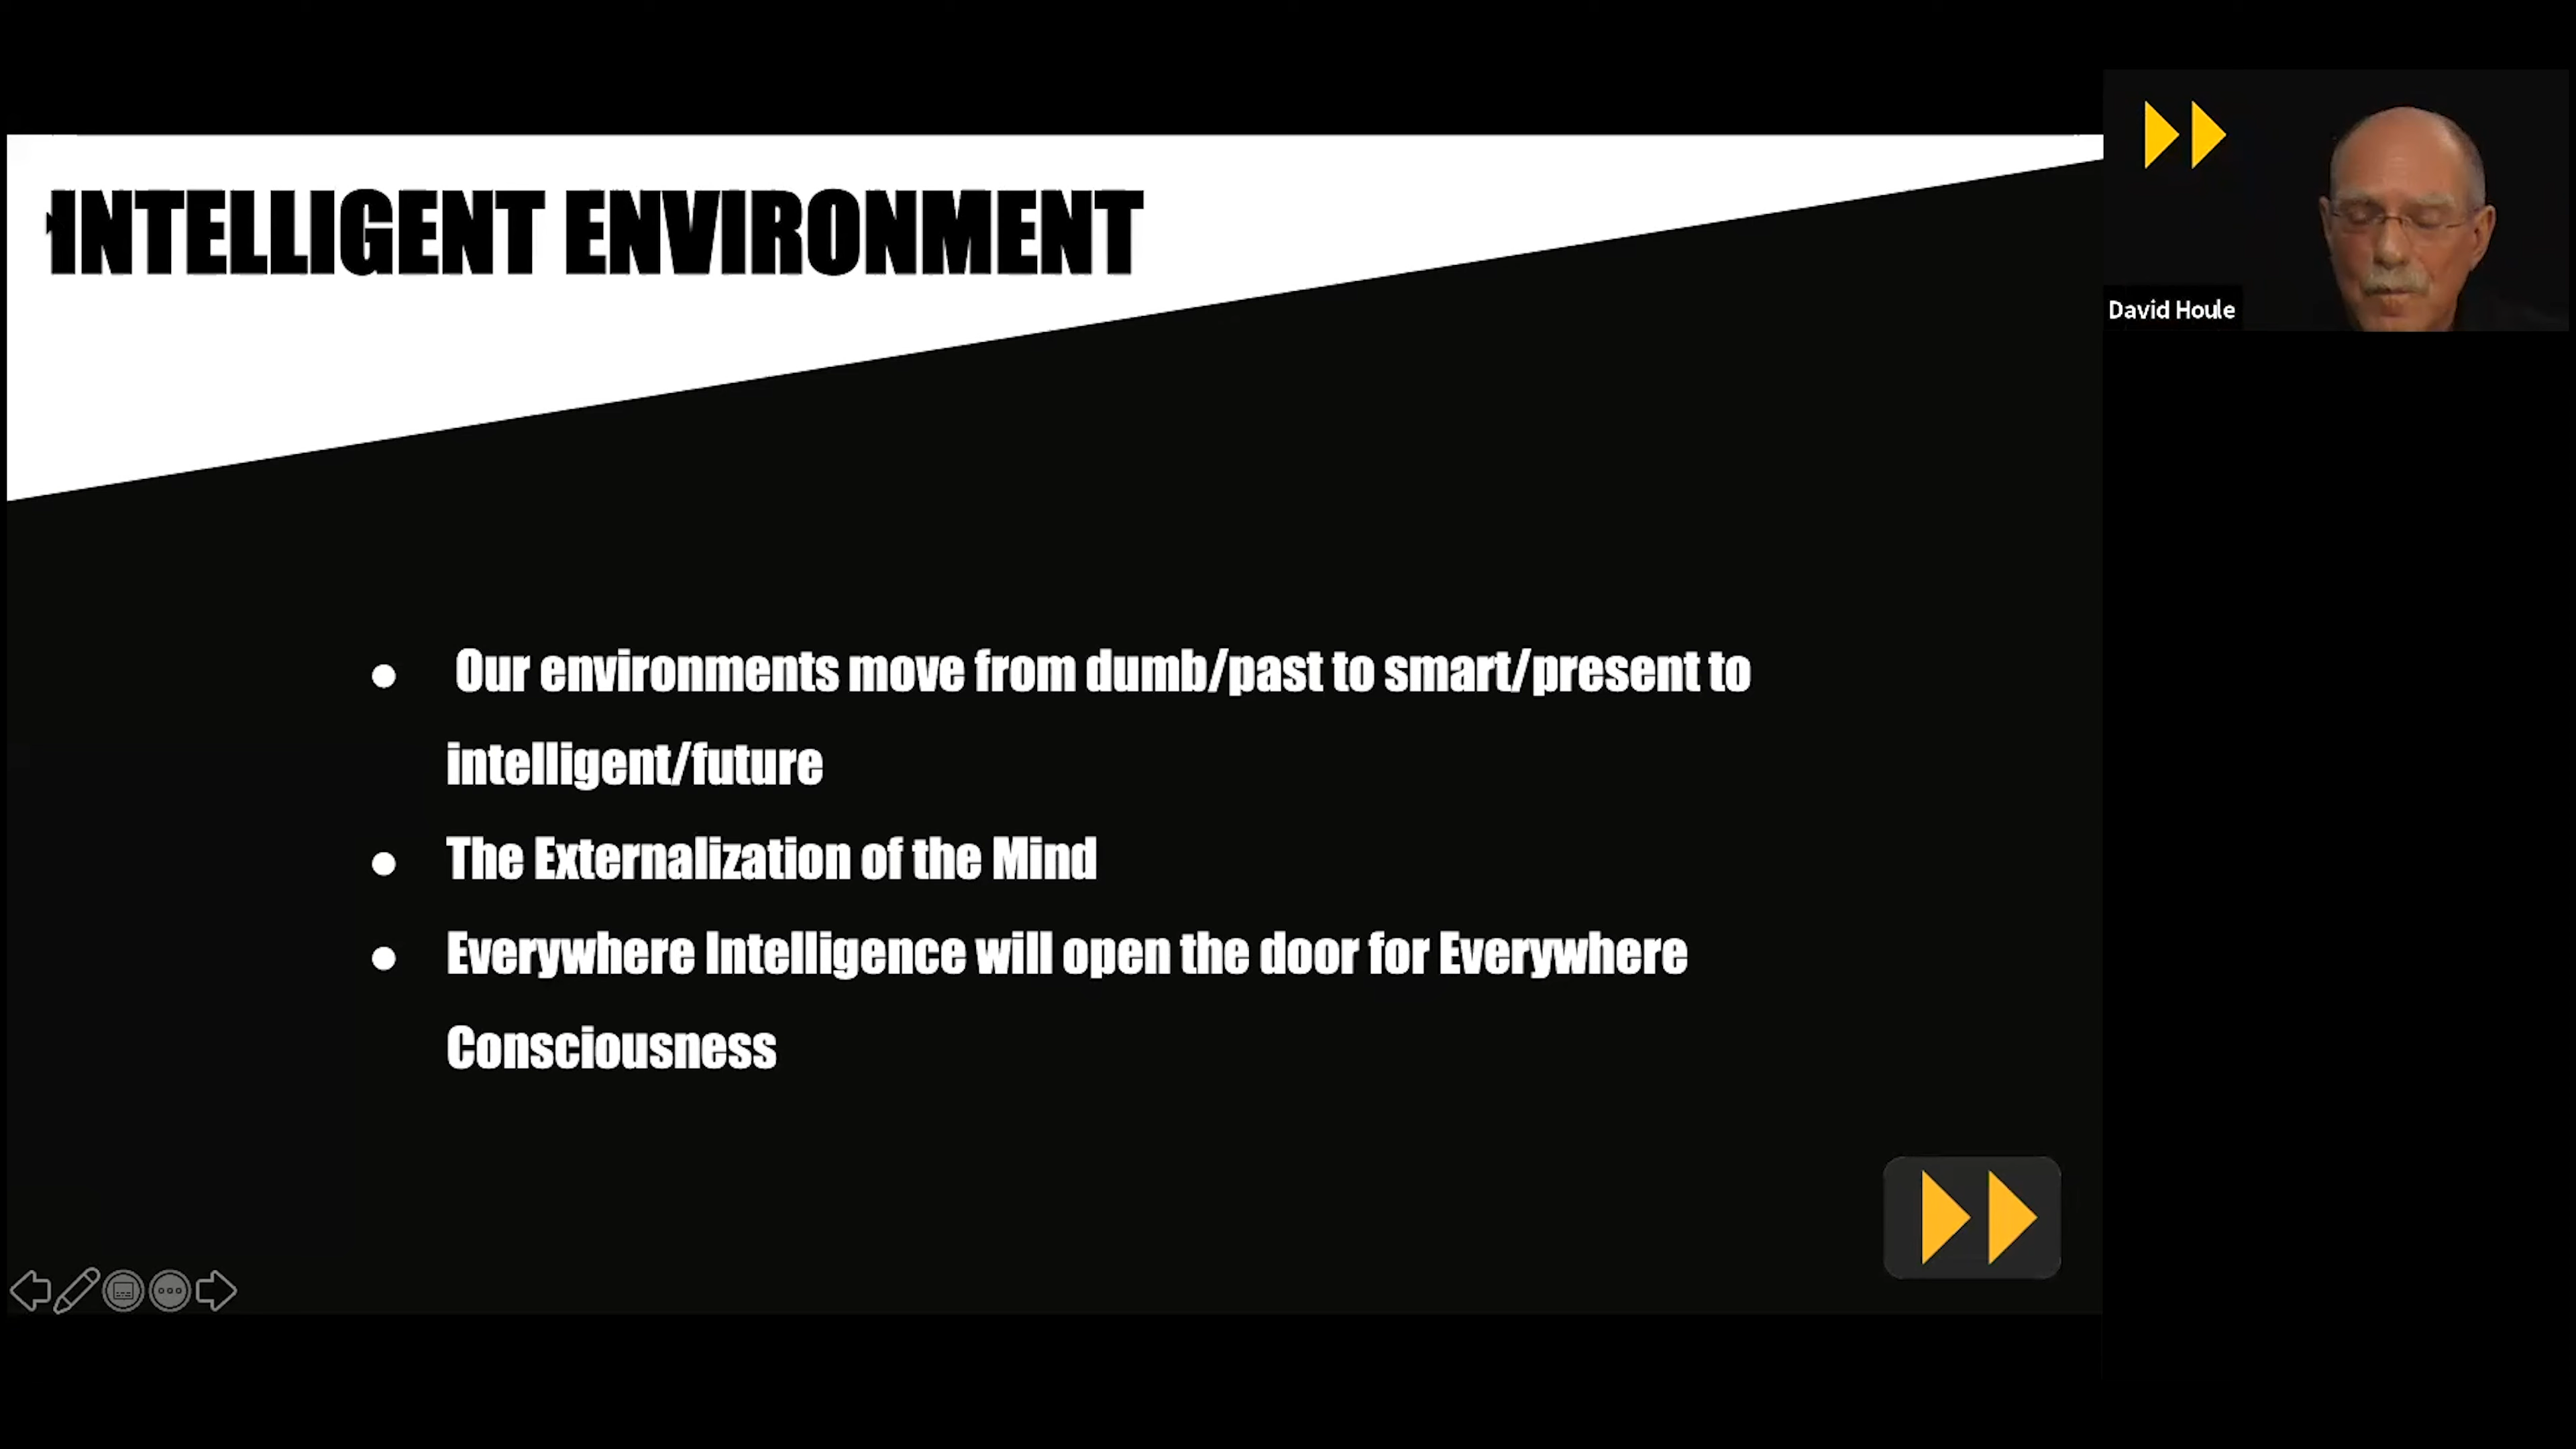 INTELLIGENT ENVIRONMENT
David Houle
● Our environments move from dumb/past to smart/present to
intelligent/future
● The Externalization of the Mind
● Everywhere Intelligence will open the door for Everywhere
Consciousness